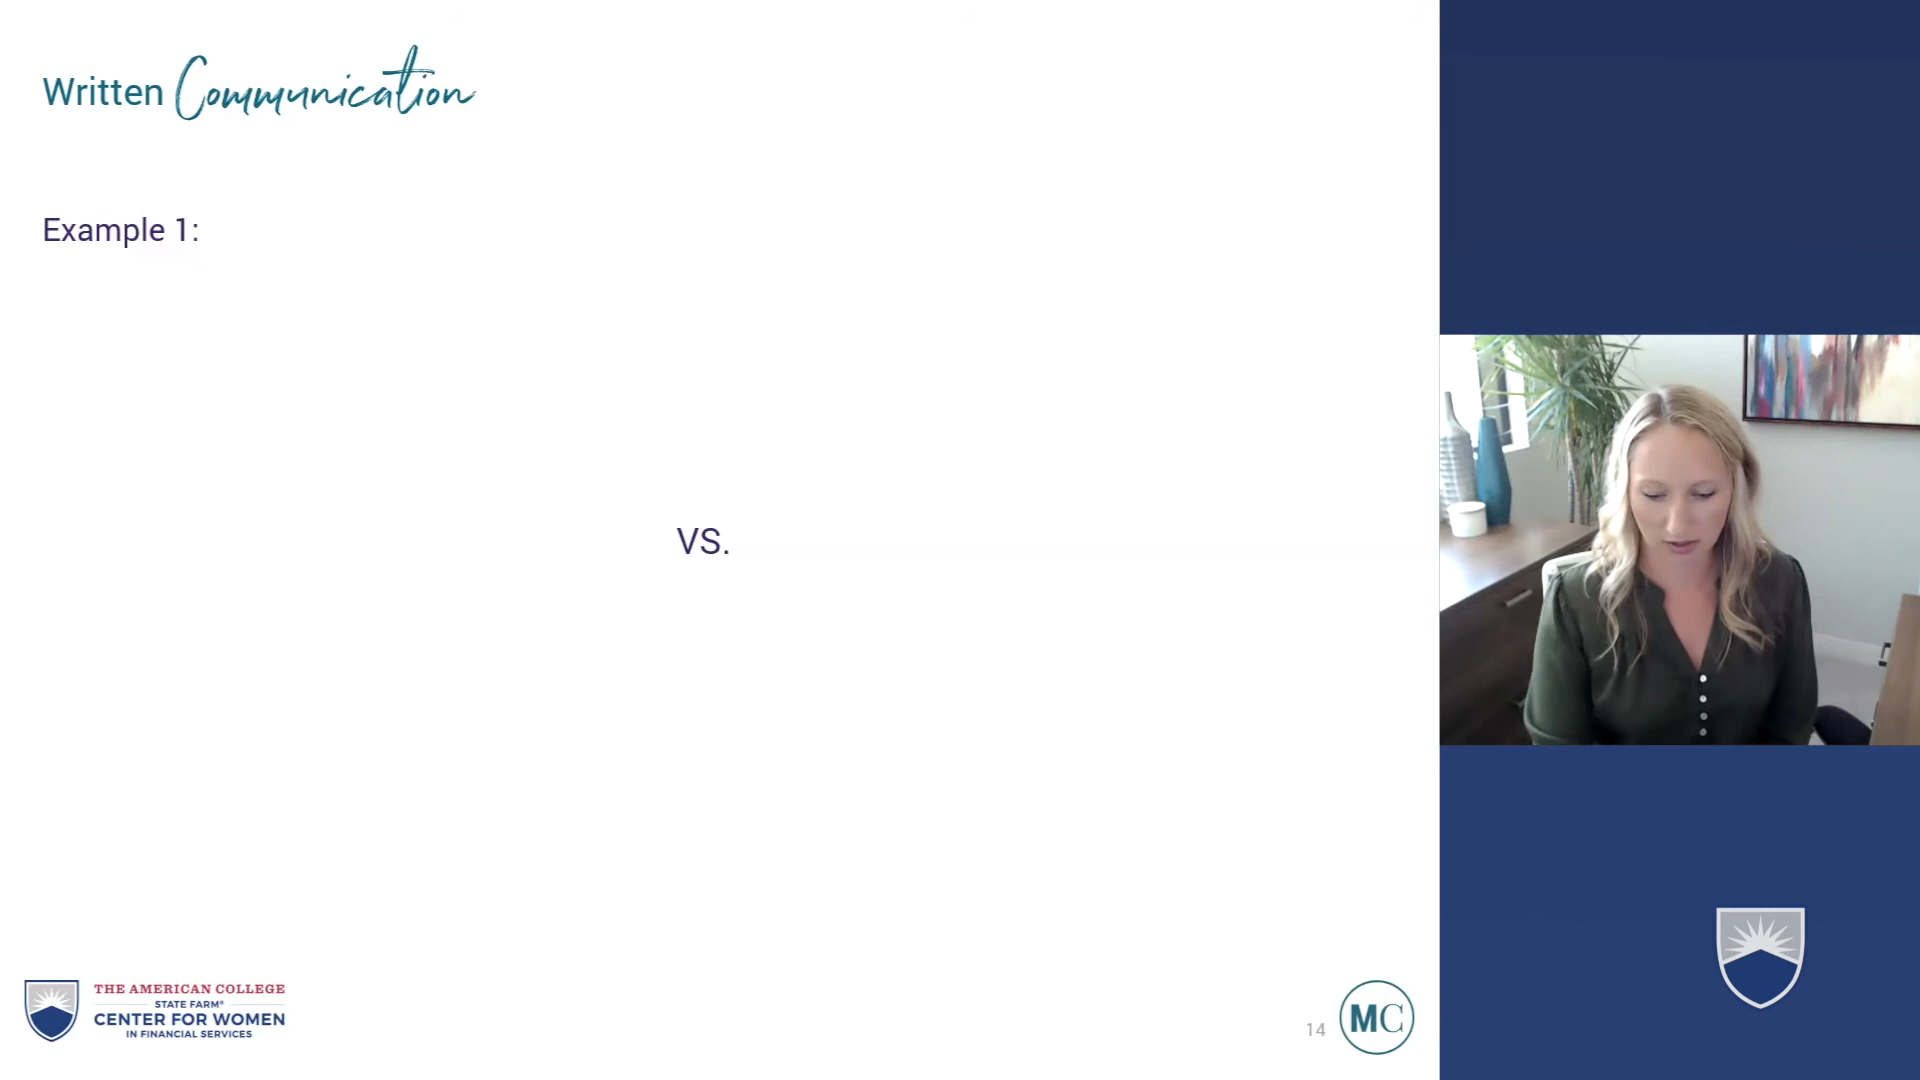 Written Communication
Example 1:
VS.
THE AMERICAN COLLEGE
STATE FARM®
CENTER FOR WOMEN
IN FINANCIAL SERVICES
14
MC